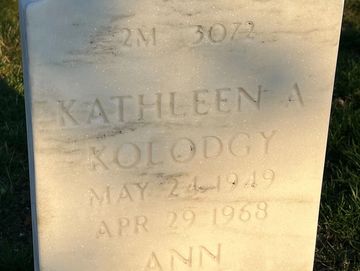 2M 3072
KATHLEEN A
KOLODGY
MAY 24 1949
APR 29 1968
ANN